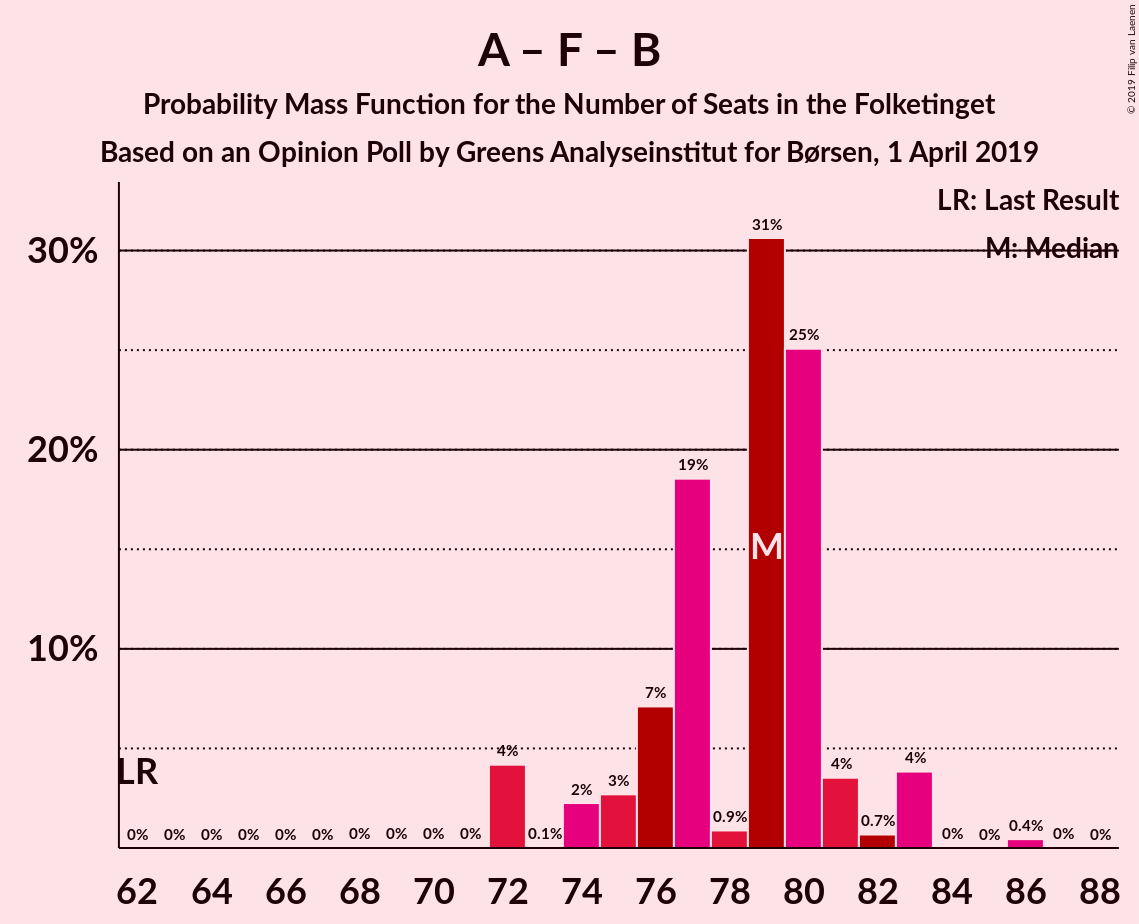 A – F – B
Probability Mass Function for the Number of Seats in the Folketinget
Based on an Opinion Poll by Greens Analyseinstitut for Børsen, 1 April 2019
© 2019 Filip van Laenen
LR: Last Result
M: Median
30%
20%
10%
31%
25%
19%
M
7%
4%
4%
4%
3%
2%
0.9%
0.7%
0.4%
0.1%
LR
0% 0% 0% 0% 0% 0% 0% 0% 0% 0% 0% 0% 0% 0%
62 64 66 68 70 72 74 76 78 80 82 84 86 88